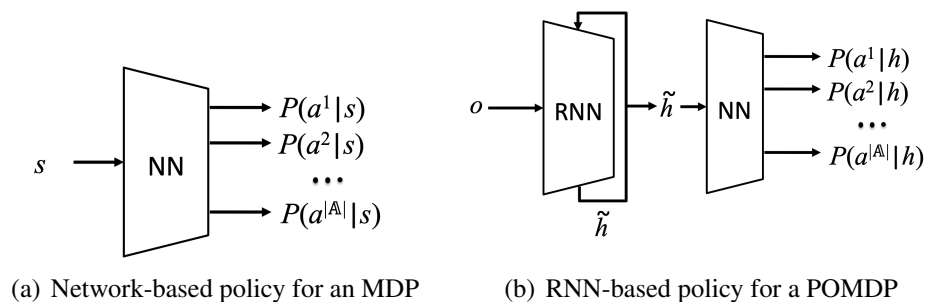 s
NN
P(a¹|s)
P(a²|s)
...
P(a^|𝔸||s)
(a) Network-based policy for an MDP
o
RNN
h̃
h̃
NN
P(a¹|h)
P(a²|h)
...
P(a^|𝔸||h)
(b) RNN-based policy for a POMDP